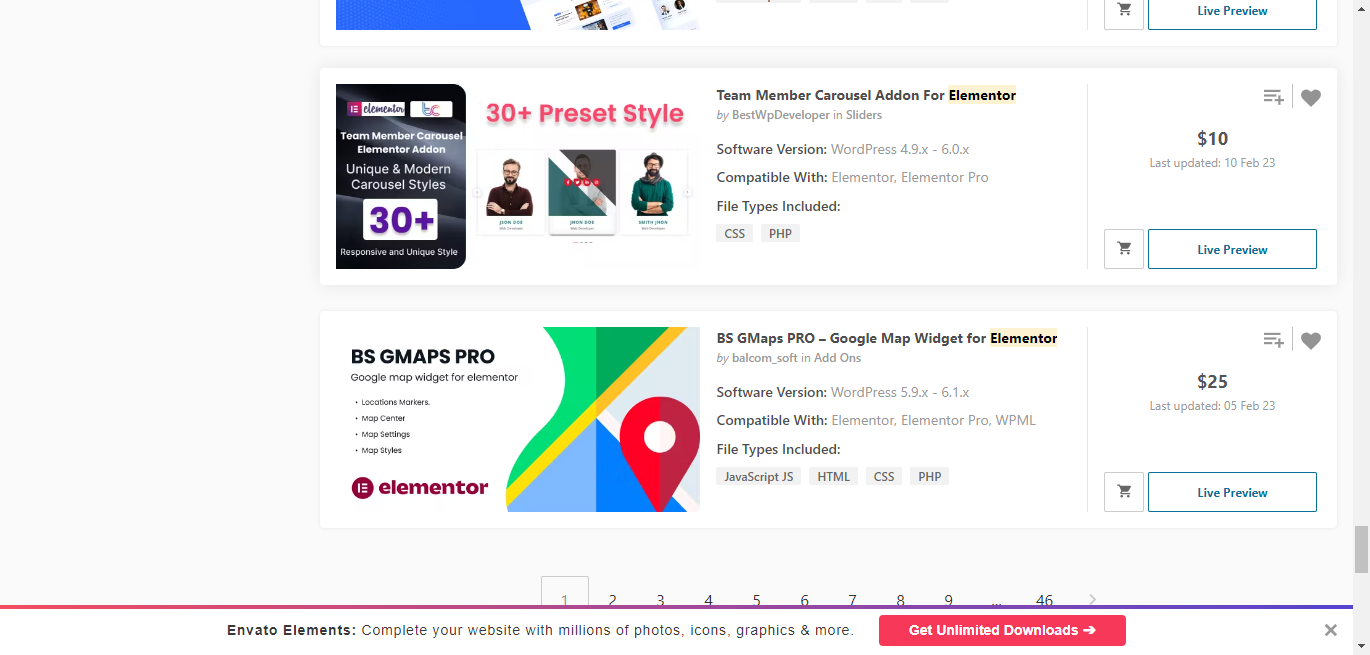 Live Preview
elementor
tc
Team Member Carousel
Elementor Addon
Unique & Modern
Carousel Styles
30+
Responsive and Unique Style
30+ Preset Style
JSON DOE
Web Developer
JHON DOE
Web Developer
SMITH JHON
Web Developer
Team Member Carousel Addon For Elementor
by BestWpDeveloper in Sliders
Software Version: WordPress 4.9.x - 6.0.x
Compatible With: Elementor, Elementor Pro
File Types Included:
CSS PHP
$10
Last updated: 10 Feb 23
Live Preview
BS GMAPS PRO
Google map widget for elementor
• Locations Markers.
• Map Center
• Map Settings
• Map Styles
elementor
BS GMaps PRO – Google Map Widget for Elementor
by balcom_soft in Add Ons
Software Version: WordPress 5.9.x - 6.1.x
Compatible With: Elementor, Elementor Pro, WPML
File Types Included:
JavaScript JS HTML CSS PHP
$25
Last updated: 05 Feb 23
Live Preview
1 2 3 4 5 6 7 8 9 ... 46
Envato Elements: Complete your website with millions of photos, icons, graphics & more.
Get Unlimited Downloads ➔